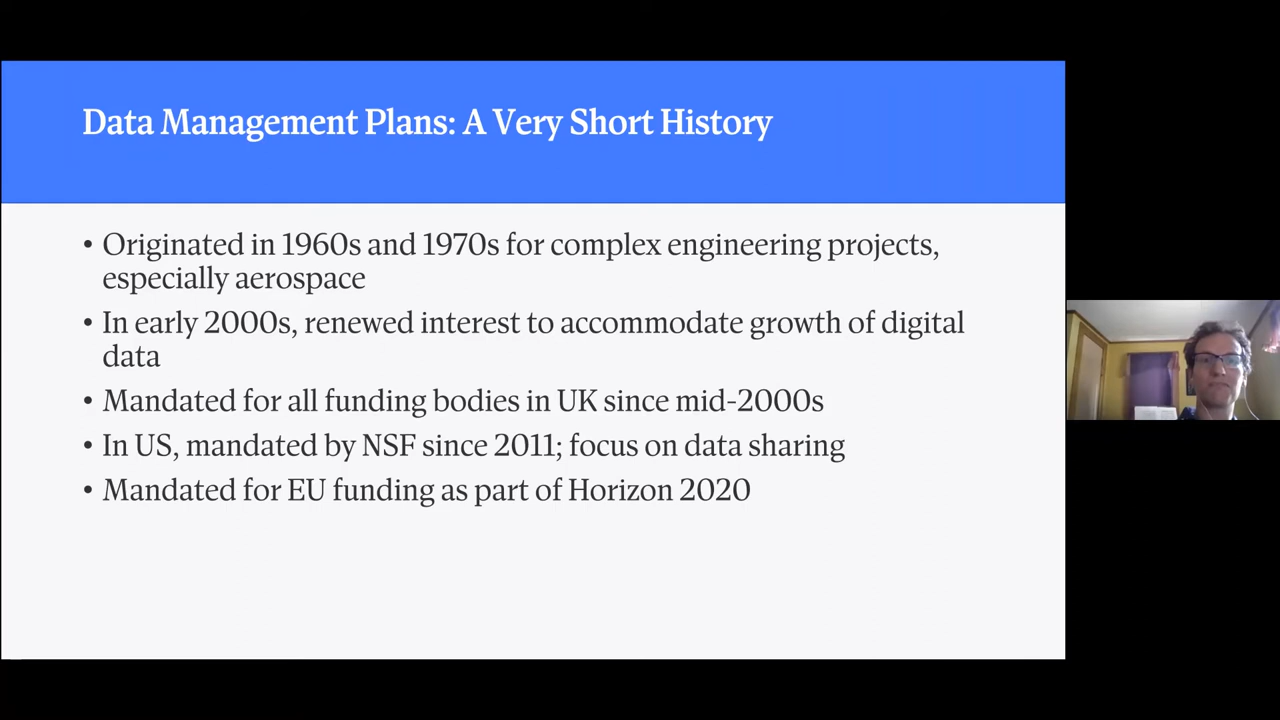 Data Management Plans: A Very Short History
• Originated in 1960s and 1970s for complex engineering projects,
especially aerospace
• In early 2000s, renewed interest to accommodate growth of digital
data
• Mandated for all funding bodies in UK since mid-2000s
• In US, mandated by NSF since 2011; focus on data sharing
• Mandated for EU funding as part of Horizon 2020